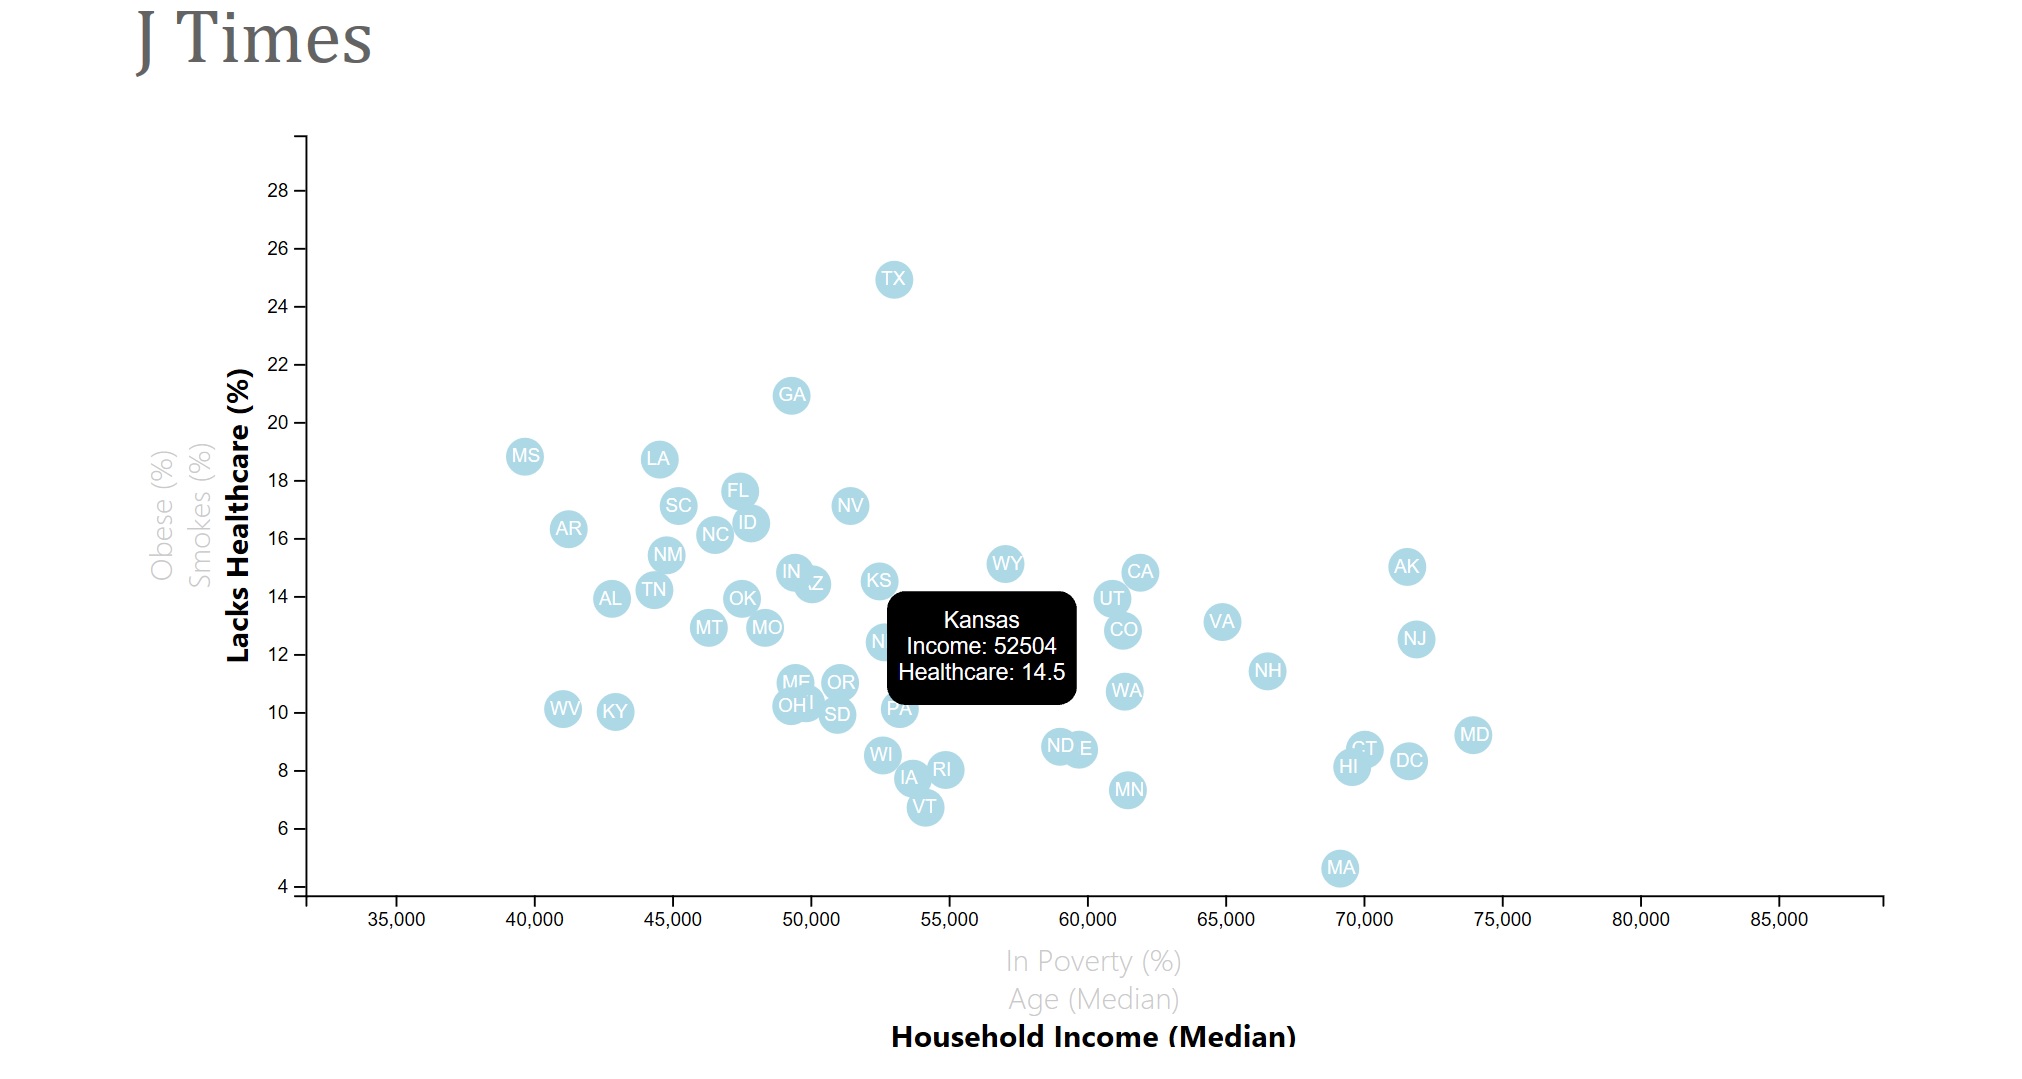 J Times
28
26
TX
24
22
GA
20
MS
LA
18
FL
SC
NV
ID
AR
NC
16
NM
WY
IN
CA
AK
Z
KS
TN
14
AL
OK
UT
MT
MO
Kansas
VA
CO
NJ
N
Income: 52504
12
Healthcare: 14.5
NH
ME
OR
WA
OH
I
WV
KY
SD
PA
10
MD
ND
E
CT
WI
DC
HI
8
IA
RI
MN
VT
6
MA
4
Obese (%)
Smokes (%)
Lacks Healthcare (%)
35,000 40,000 45,000 50,000 55,000 60,000 65,000 70,000 75,000 80,000 85,000
In Poverty (%)
Age (Median)
Household Income (Median)